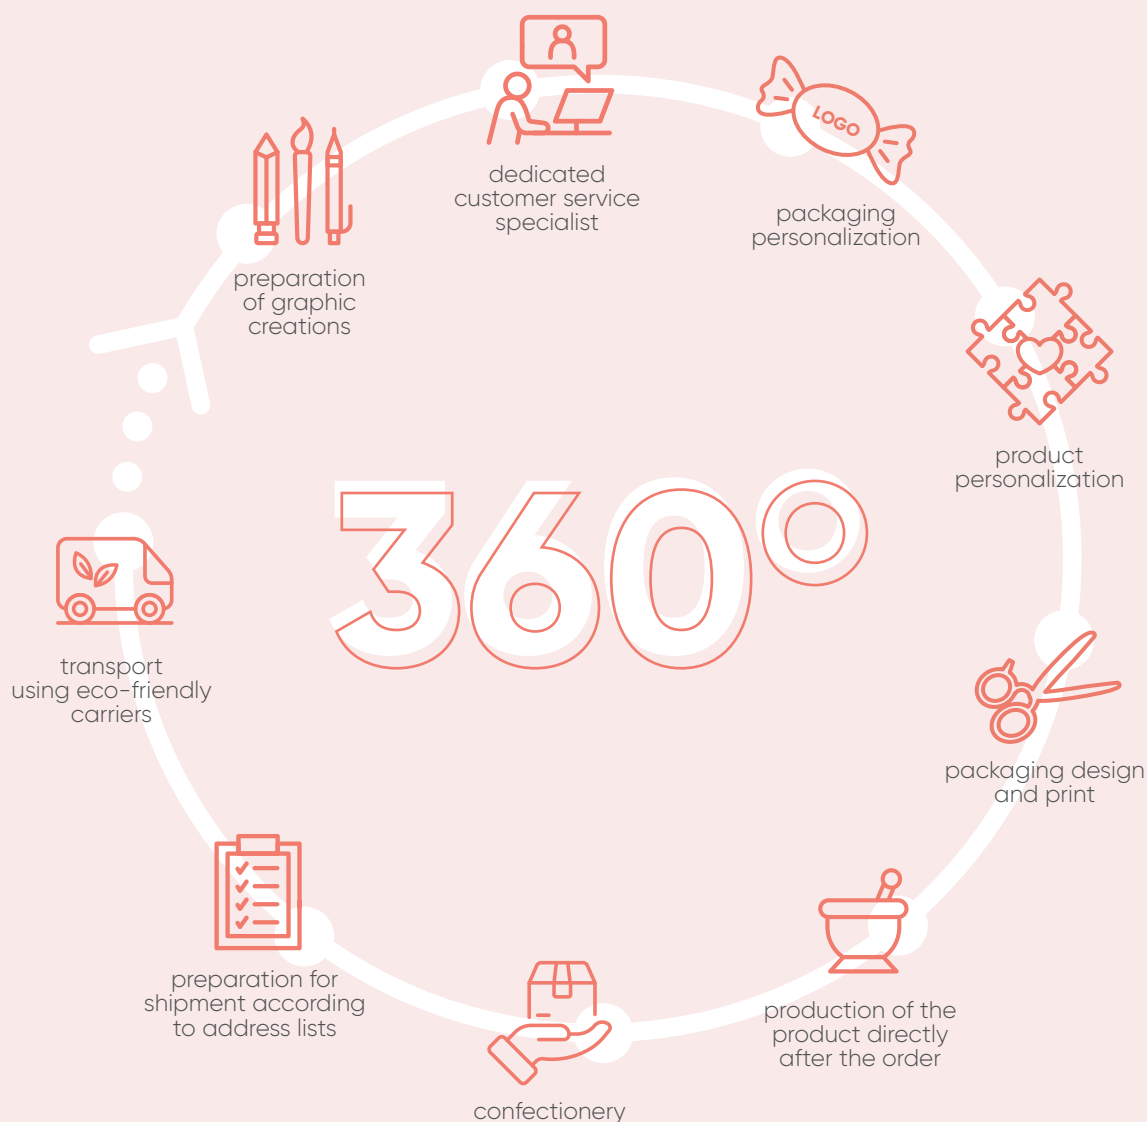 dedicated
customer service
specialist
LOGO
packaging
personalization
preparation
of graphic
creations
product
personalization
360°
transport
using eco-friendly
carriers
packaging design
and print
preparation for
shipment according
to address lists
production of the
product directly
after the order
confectionery